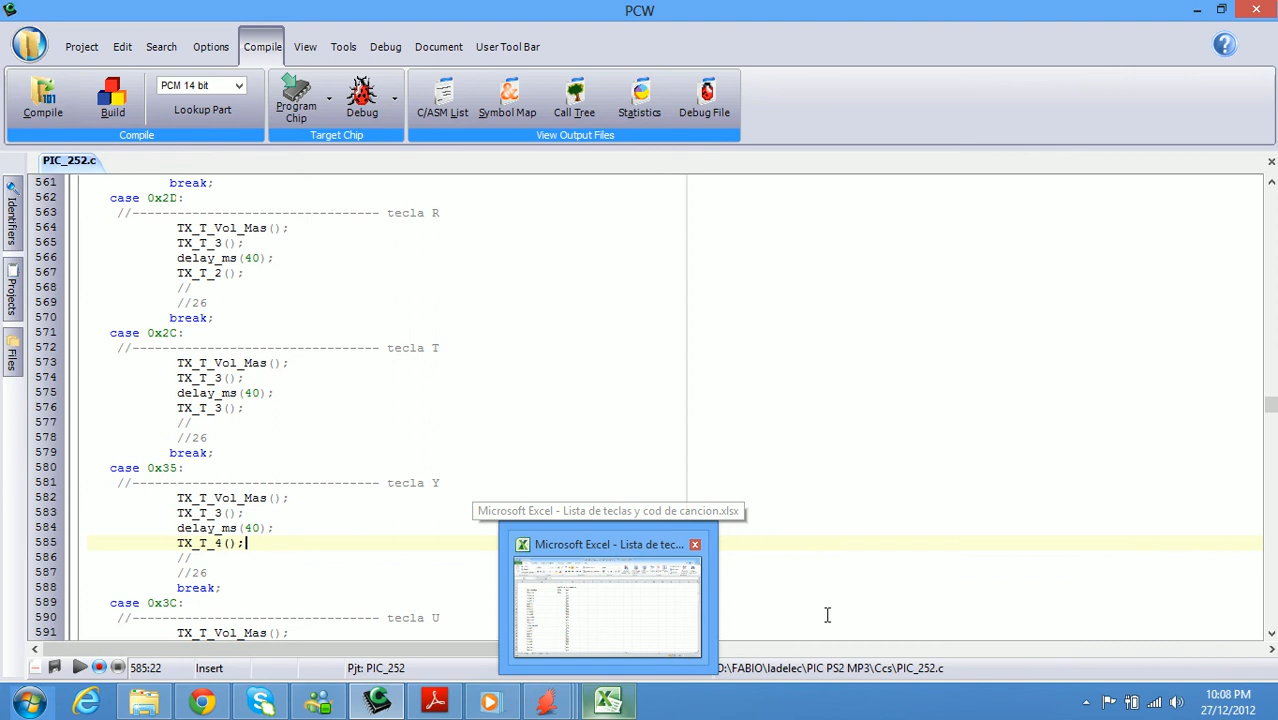 PCW
Project Edit Search Options Compile View Tools Debug Document User Tool Bar
PCM 14 bit
Compile Build Lookup Part Program Chip Debug C/ASM List Symbol Map Call Tree Statistics Debug File
Compile Target Chip View Output Files
PIC_252.c
Identifiers
Projects
Files
561 break;
562 case 0x2D:
563 //-------------------------------- tecla R
564 TX_T_Vol_Mas();
565 TX_T_3();
566 delay_ms(40);
567 TX_T_2();
568 //
569 //26
570 break;
571 case 0x2C:
572 //-------------------------------- tecla T
573 TX_T_Vol_Mas();
574 TX_T_3();
575 delay_ms(40);
576 TX_T_3();
577 //
578 //26
579 break;
580 case 0x35:
581 //-------------------------------- tecla Y
582 TX_T_Vol_Mas();
583 TX_T_3();
584 delay_ms(40);
585 TX_T_4();
586 //
587 //26
588 break;
589 case 0x3C:
590 //-------------------------------- tecla U
591 TX_T_Vol_Mas();
Microsoft Excel - Lista de teclas y cod de cancion.xlsx
Microsoft Excel - Lista de tec...
585:22 Insert Pjt: PIC_252 D:\FABIO\ladelec\PIC PS2 MP3\Ccs\PIC_252.c
10:08 PM
27/12/2012